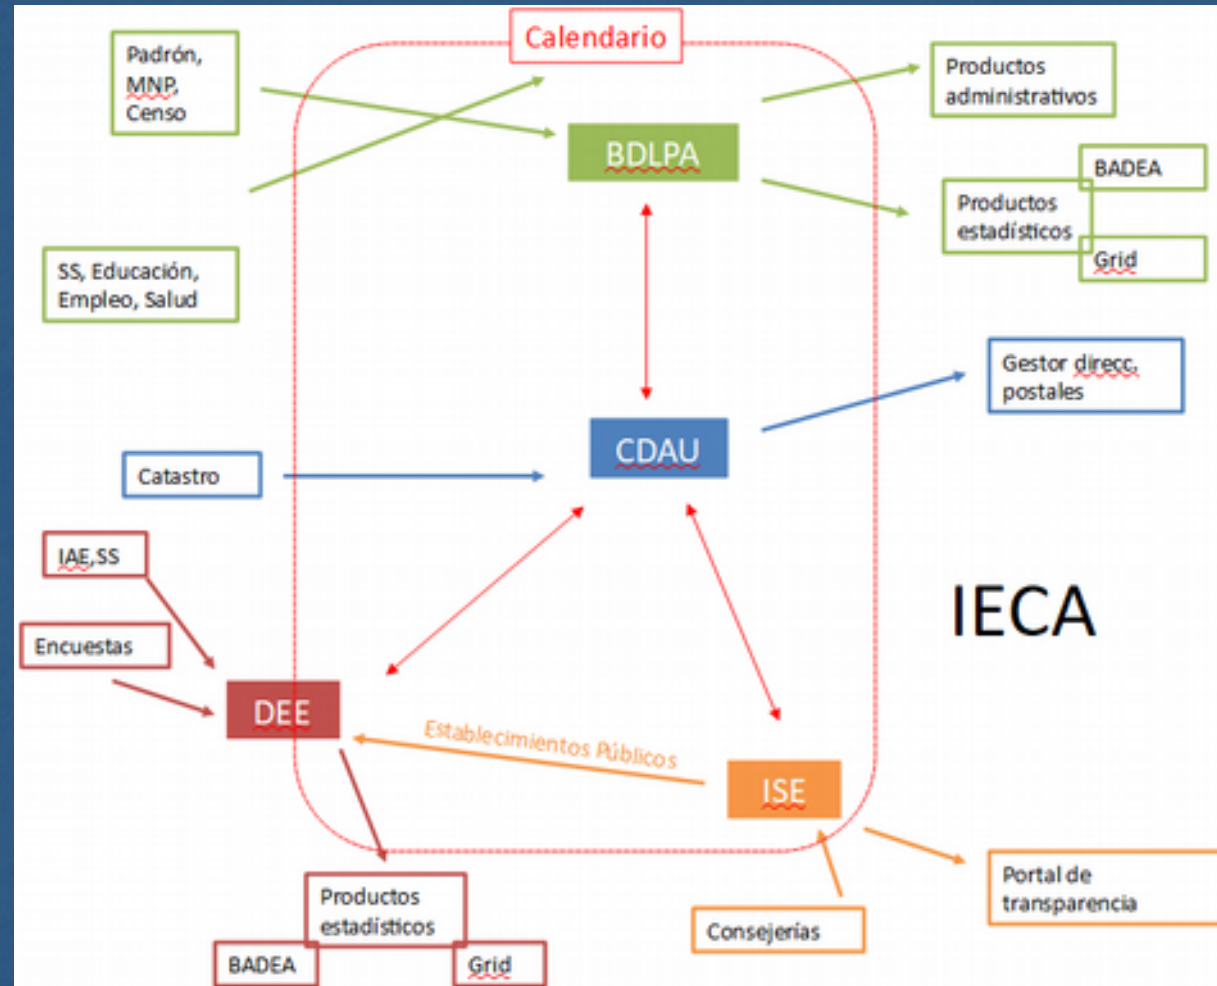 Calendario
Padrón,
MNP,
Censo
Productos
administrativos
BDLPA
BADEA
Productos
estadísticos
Grid
SS, Educación,
Empleo, Salud
Gestor direcc,
postales
CDAU
Catastro
IAE,SS
IECA
Encuestas
DEE
Establecimientos Públicos
ISE
Portal de
transparencia
Productos
estadísticos
Consejerías
BADEA
Grid